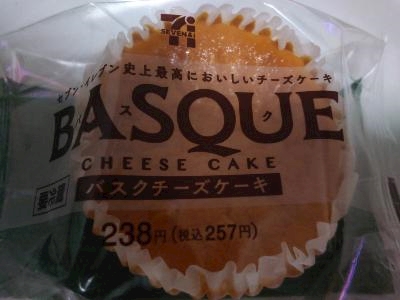 SEVEN&i
セブン-イレブン史上最高においしいチーズケーキ
BASQUE
バスク
CHEESE CAKE
バスクチーズケーキ
要冷蔵
238円(税込257円)